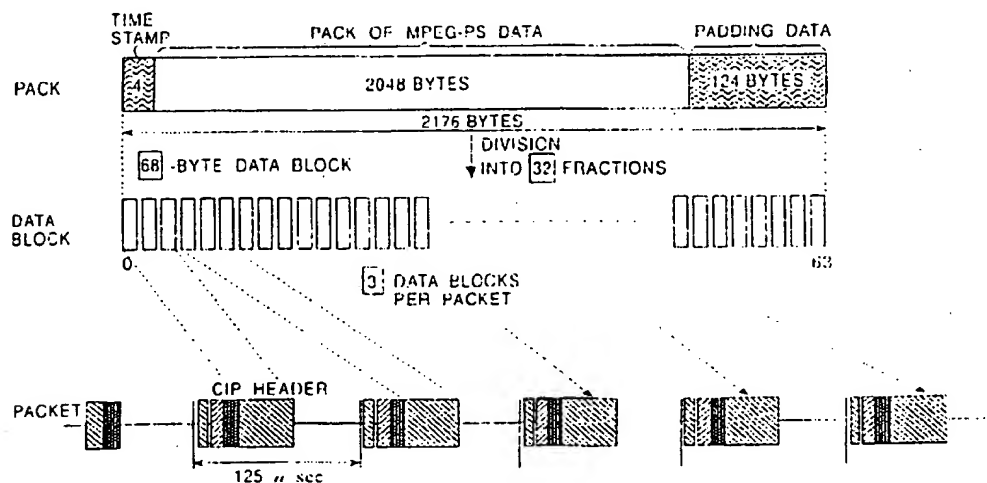 TIME
STAMP
PACK OF MPEG-PS DATA
PADDING DATA
PACK
4
2048 BYTES
124 BYTES
2176 BYTES
DIVISION
INTO 32 FRACTIONS
68 -BYTE DATA BLOCK
DATA
BLOCK
0
63
3 DATA BLOCKS
PER PACKET
CIP HEADER
PACKET
125 μ sec